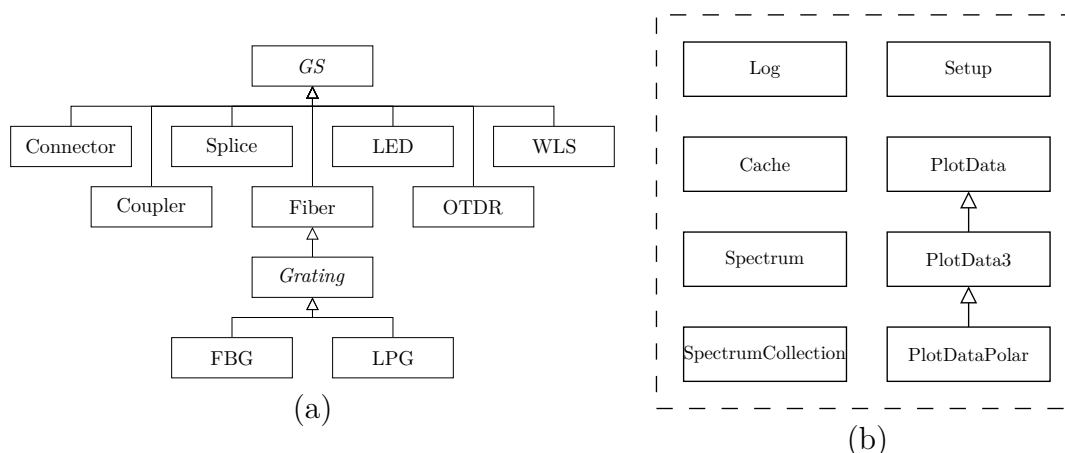 GS
Connector
Splice
LED
WLS
Coupler
Fiber
OTDR
Grating
FBG
LPG
(a)
Log
Setup
Cache
PlotData
Spectrum
PlotData3
SpectrumCollection
PlotDataPolar
(b)